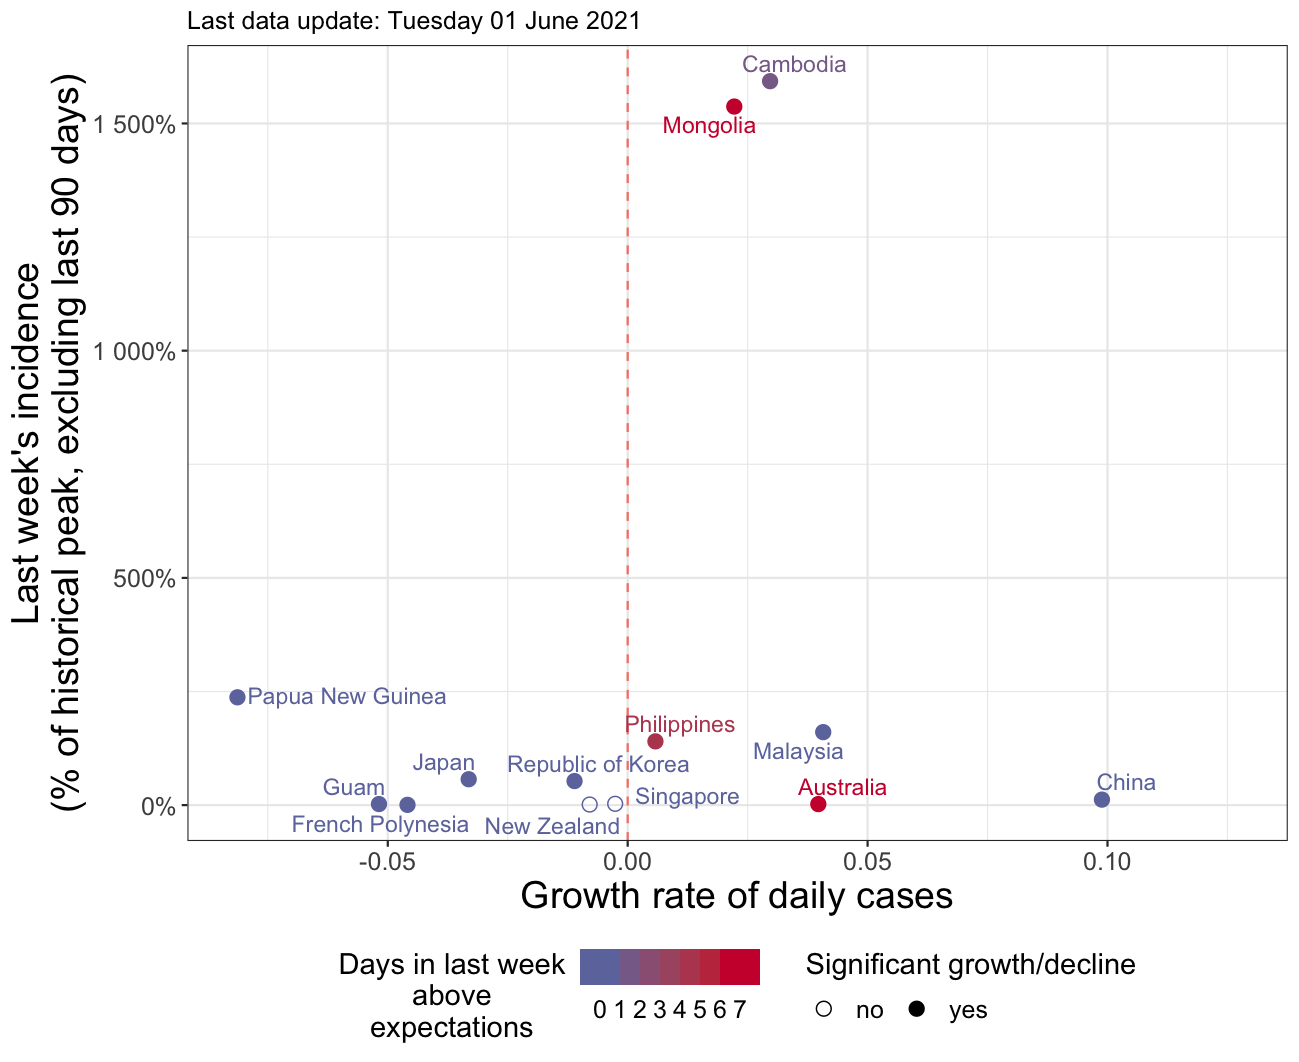 Last data update: Tuesday 01 June 2021
Last week's incidence
(% of historical peak, excluding last 90 days)
1 500%
1 000%
500%
0%
Cambodia
Mongolia
Papua New Guinea
Philippines
Malaysia
Japan
Republic of Korea
Guam
Singapore
Australia
China
French Polynesia
New Zealand
-0.05
0.00
0.05
0.10
Growth rate of daily cases
Days in last week
above
expectations
0 1 2 3 4 5 6 7
Significant growth/decline
no
yes